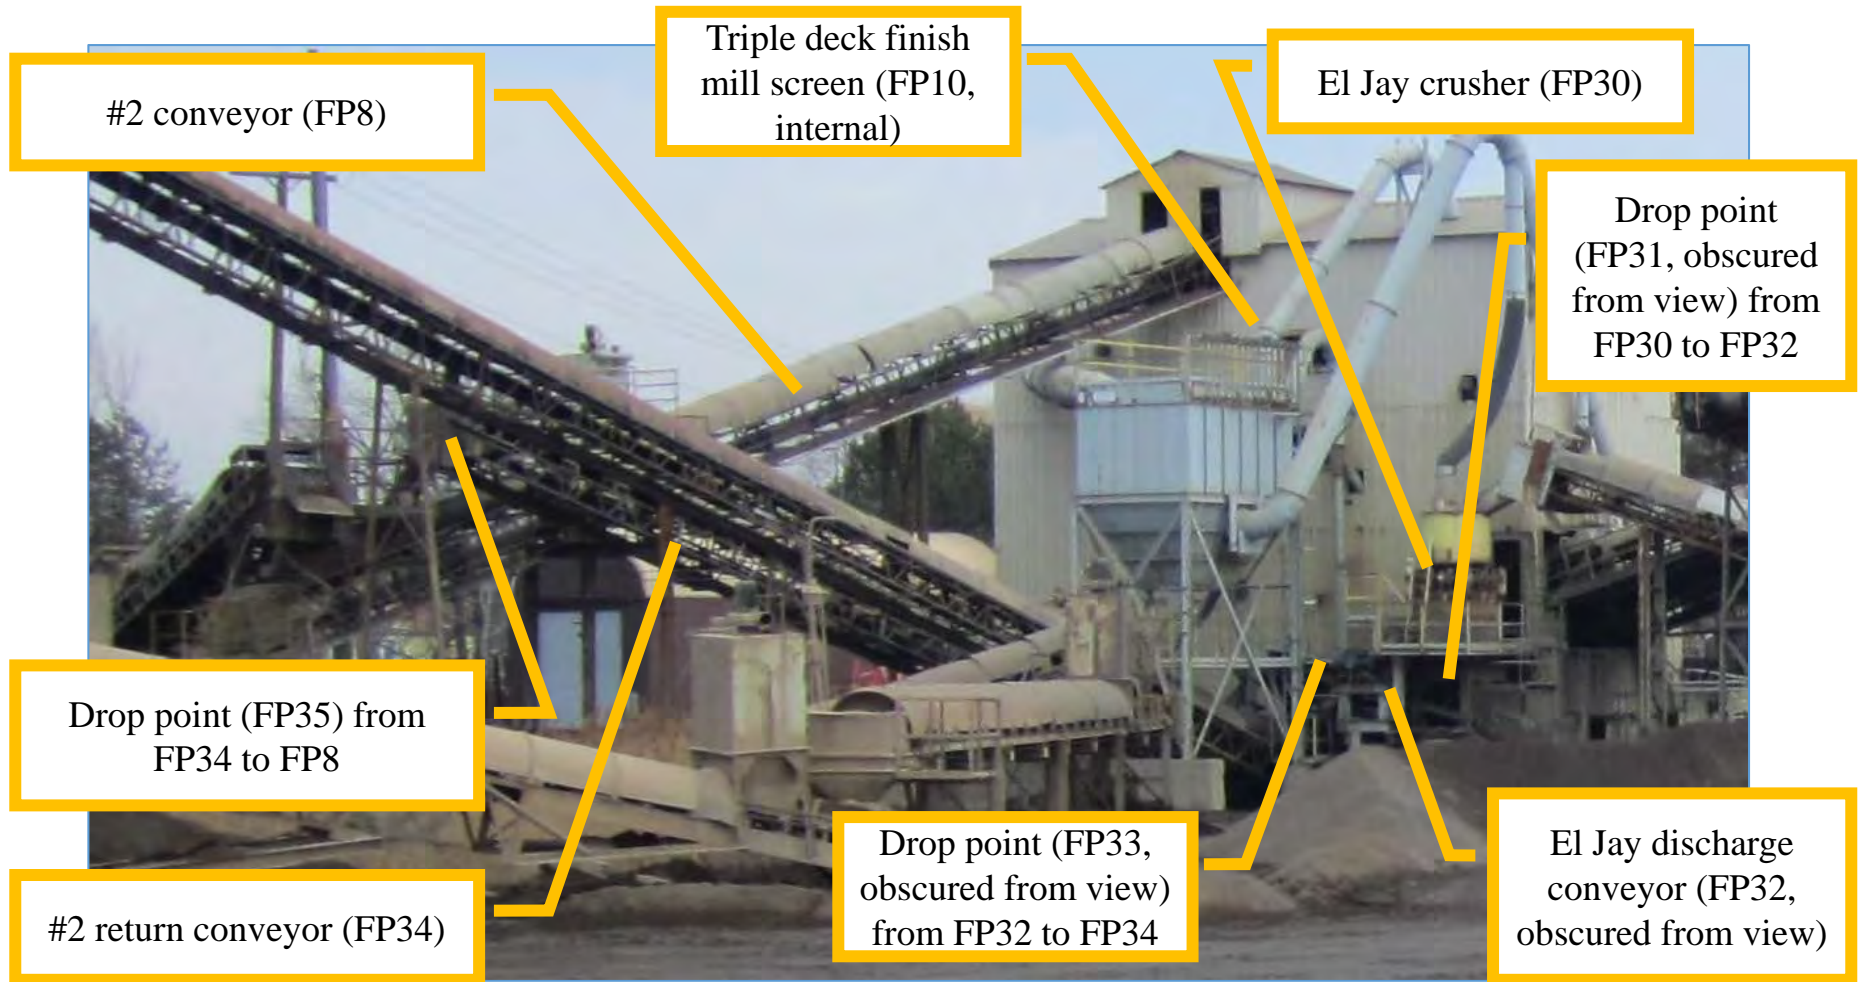 #2 conveyor (FP8)
Triple deck finish
mill screen (FP10,
internal)
El Jay crusher (FP30)
Drop point
(FP31, obscured
from view) from
FP30 to FP32
Drop point (FP35) from
FP34 to FP8
#2 return conveyor (FP34)
Drop point (FP33,
obscured from view)
from FP32 to FP34
El Jay discharge
conveyor (FP32,
obscured from view)